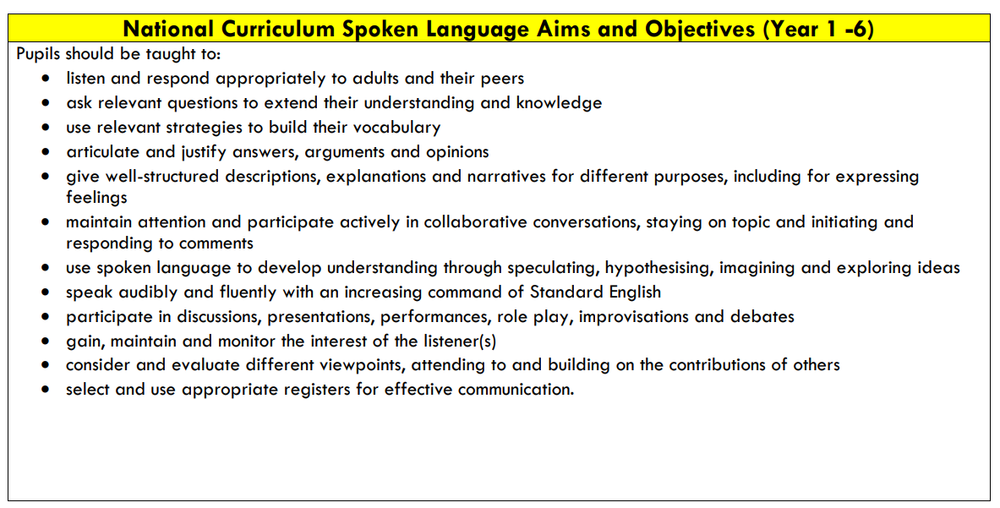 National Curriculum Spoken Language Aims and Objectives (Year 1 -6)
Pupils should be taught to:
• listen and respond appropriately to adults and their peers
• ask relevant questions to extend their understanding and knowledge
• use relevant strategies to build their vocabulary
• articulate and justify answers, arguments and opinions
• give well-structured descriptions, explanations and narratives for different purposes, including for expressing
feelings
• maintain attention and participate actively in collaborative conversations, staying on topic and initiating and
responding to comments
• use spoken language to develop understanding through speculating, hypothesising, imagining and exploring ideas
• speak audibly and fluently with an increasing command of Standard English
• participate in discussions, presentations, performances, role play, improvisations and debates
• gain, maintain and monitor the interest of the listener(s)
• consider and evaluate different viewpoints, attending to and building on the contributions of others
• select and use appropriate registers for effective communication.